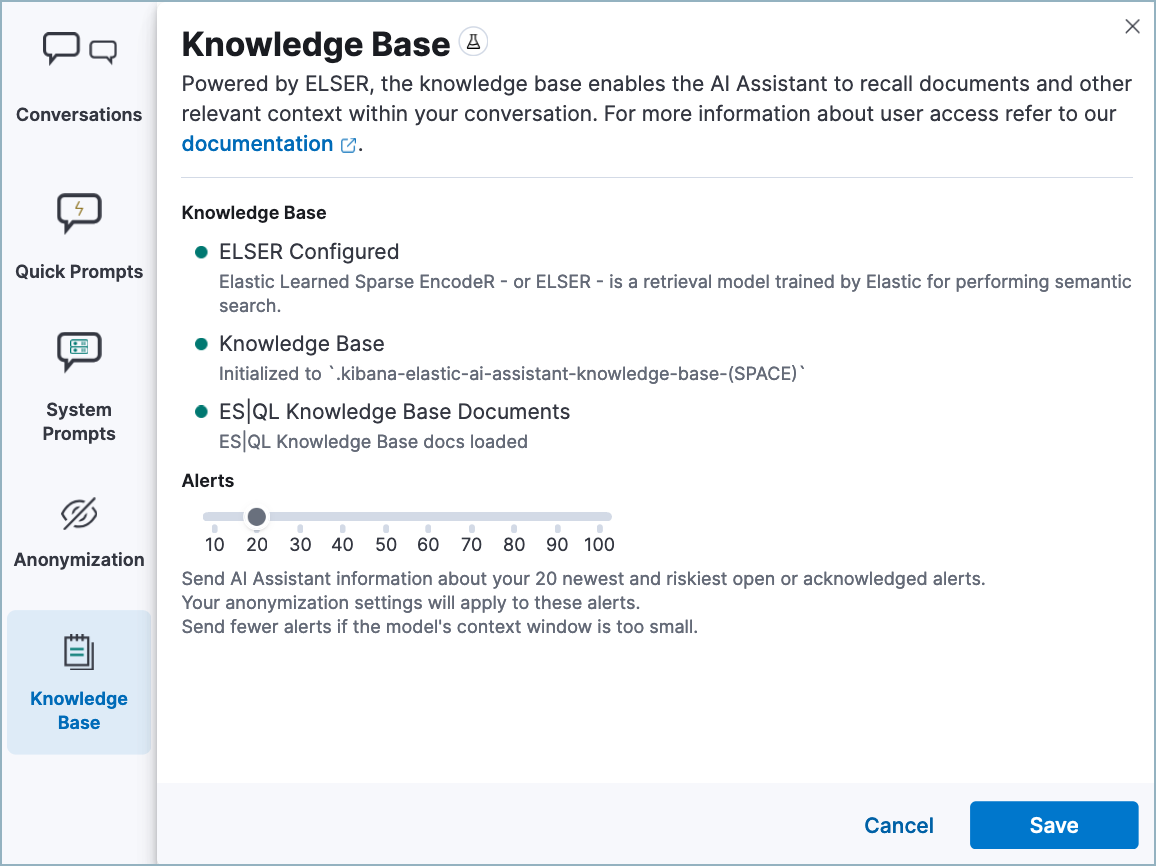 Conversations
Quick Prompts
System
Prompts
Anonymization
Knowledge
Base
Knowledge Base
Powered by ELSER, the knowledge base enables the AI Assistant to recall documents and other
relevant context within your conversation. For more information about user access refer to our
documentation .
Knowledge Base
ELSER Configured
Elastic Learned Sparse EncodeR - or ELSER - is a retrieval model trained by Elastic for performing semantic
search.
Knowledge Base
Initialized to `.kibana-elastic-ai-assistant-knowledge-base-(SPACE)`
ES|QL Knowledge Base Documents
ES|QL Knowledge Base docs loaded
Alerts
10 20 30 40 50 60 70 80 90 100
Send AI Assistant information about your 20 newest and riskiest open or acknowledged alerts.
Your anonymization settings will apply to these alerts.
Send fewer alerts if the model's context window is too small.
Cancel Save